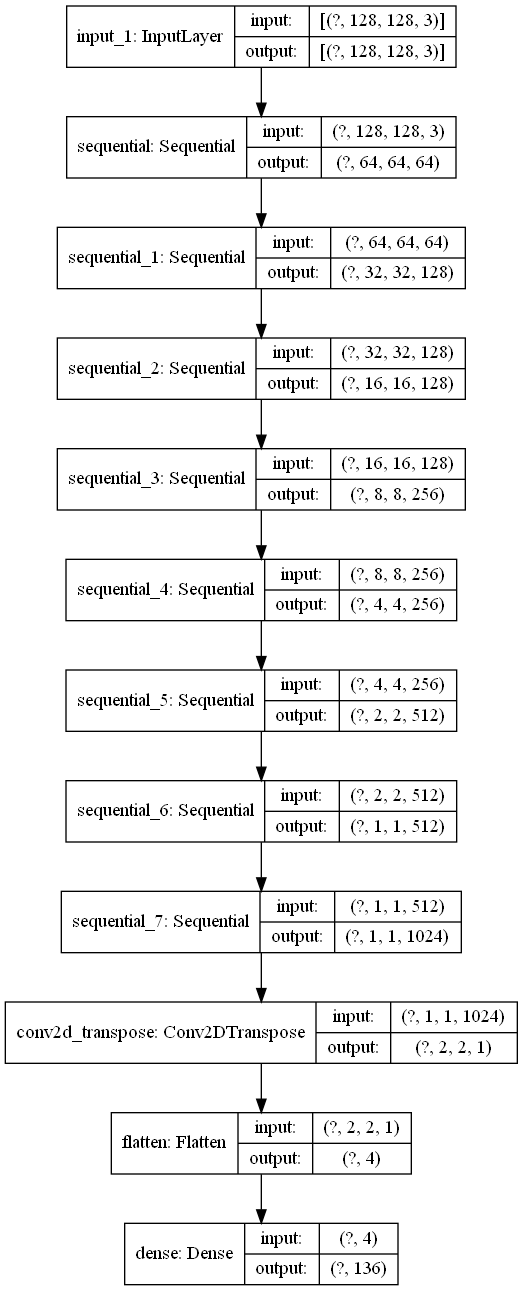 input_1: InputLayer
input: [(?, 128, 128, 3)]
output: [(?, 128, 128, 3)]
sequential: Sequential
input: (?, 128, 128, 3)
output: (?, 64, 64, 64)
sequential_1: Sequential
input: (?, 64, 64, 64)
output: (?, 32, 32, 128)
sequential_2: Sequential
input: (?, 32, 32, 128)
output: (?, 16, 16, 128)
sequential_3: Sequential
input: (?, 16, 16, 128)
output: (?, 8, 8, 256)
sequential_4: Sequential
input: (?, 8, 8, 256)
output: (?, 4, 4, 256)
sequential_5: Sequential
input: (?, 4, 4, 256)
output: (?, 2, 2, 512)
sequential_6: Sequential
input: (?, 2, 2, 512)
output: (?, 1, 1, 512)
sequential_7: Sequential
input: (?, 1, 1, 512)
output: (?, 1, 1, 1024)
conv2d_transpose: Conv2DTranspose
input: (?, 1, 1, 1024)
output: (?, 2, 2, 1)
flatten: Flatten
input: (?, 2, 2, 1)
output: (?, 4)
dense: Dense
input: (?, 4)
output: (?, 136)